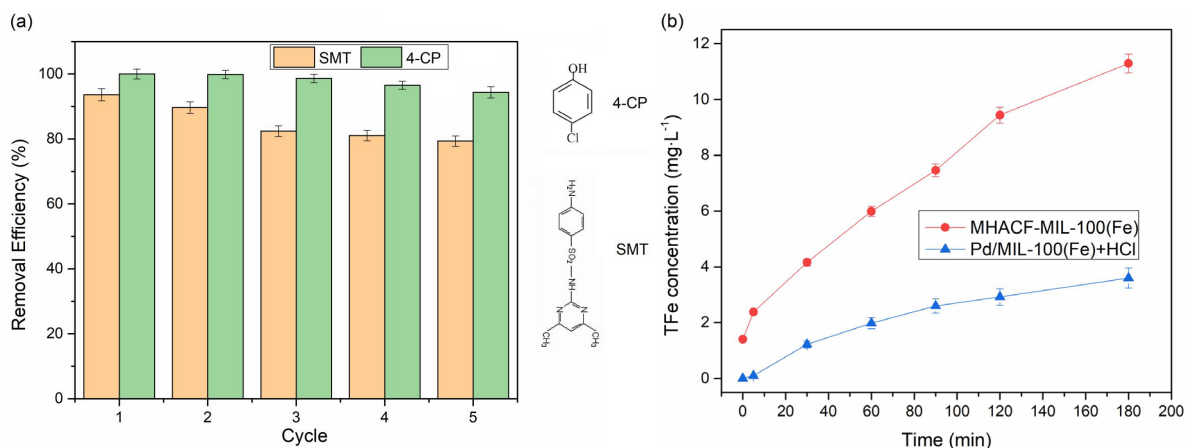 (a)
SMT
4-CP
Removal Efficiency (%)
100
80
60
40
20
0
1 2 3 4 5
Cycle
OH
Cl
4-CP
H₂N
SO₂
NH
N N
CH₃ CH₃
SMT
(b)
TFe concentration (mg·L⁻¹)
12
10
8
6
4
2
0
MHACF-MIL-100(Fe)
Pd/MIL-100(Fe)+HCl
0 20 40 60 80 100 120 140 160 180 200
Time (min)